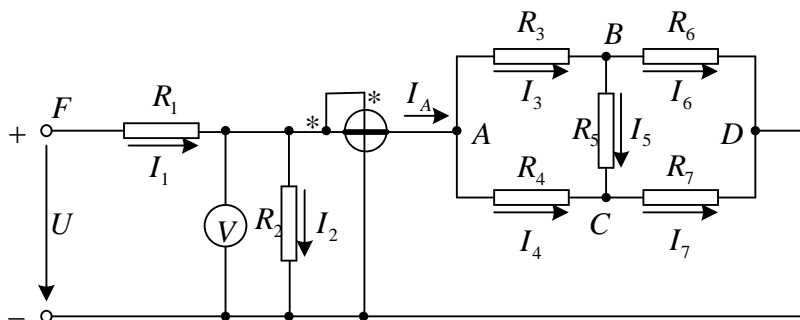 R3 B R6
F R1 * IA I3 I6
+ * A R5 I5 D
I1 R4 R7
U V R2 I2 C
I4 I7
−